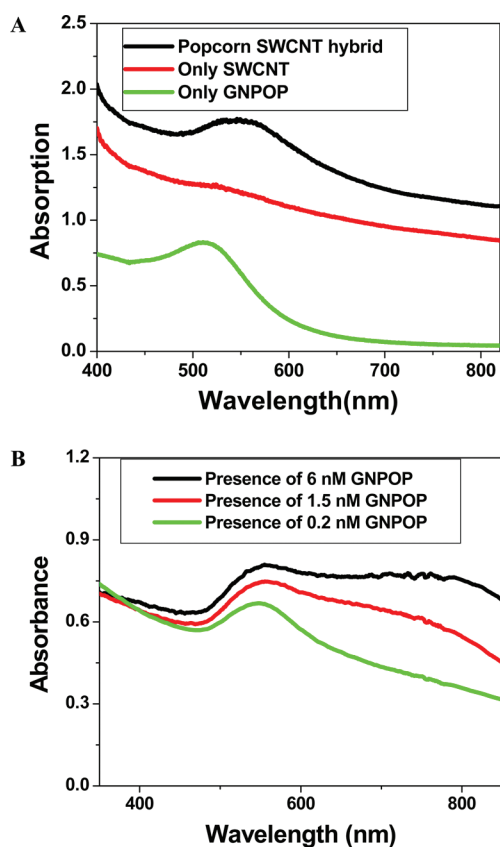 A
Popcorn SWCNT hybrid
Only SWCNT
Only GNPOP
2.5
2.0
1.5
1.0
0.5
0.0
Absorption
400 500 600 700 800
Wavelength(nm)
B
Presence of 6 nM GNPOP
Presence of 1.5 nM GNPOP
Presence of 0.2 nM GNPOP
1.2
0.9
0.6
0.3
0.0
Absorbance
400 600 800
Wavelength (nm)